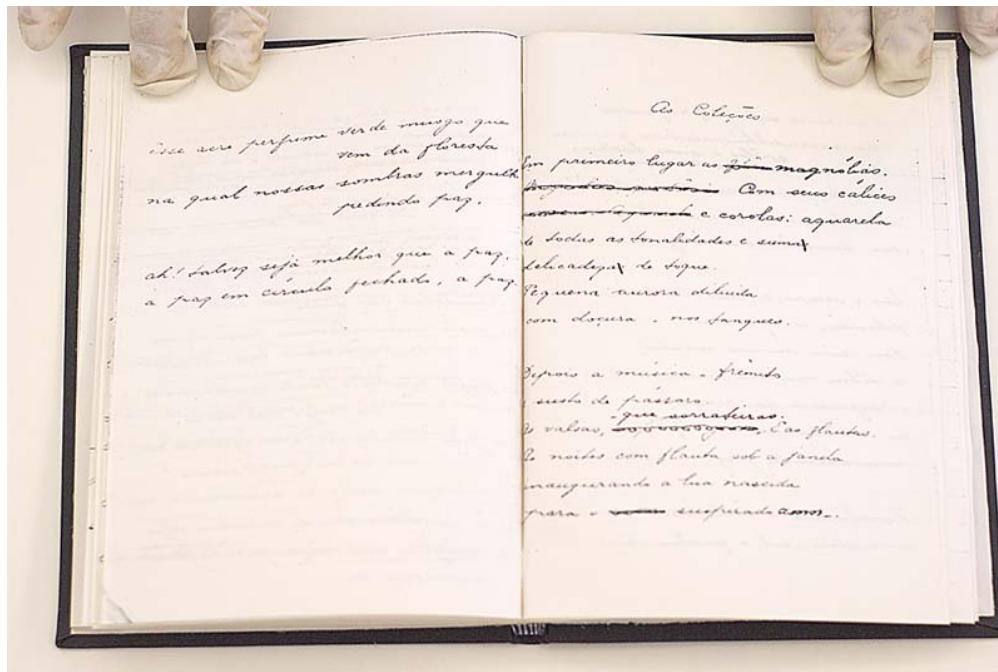 êsse acre perfume verde musgo que
vem da floresta
na qual nossas sombras mergulh
pedindo paz.
ah! talvez seja melhor que a paz.
a paz em círculo fechado, a paz
As Coleções
Em primeiro lugar as magnólias.
Com seus cálices
e corolas: aquarela
de todas as tonalidades e suma
delicadeza de toque.
Pequena aurora diluída
com doçura - nos tanques.
Depois a música - frêmito
e susto de pássaro.
- que sorrateiras.
As valsas, E as flautas.
As noites com flauta sob a janela
inaugurando a lua nascida
para o suspirado amor -.